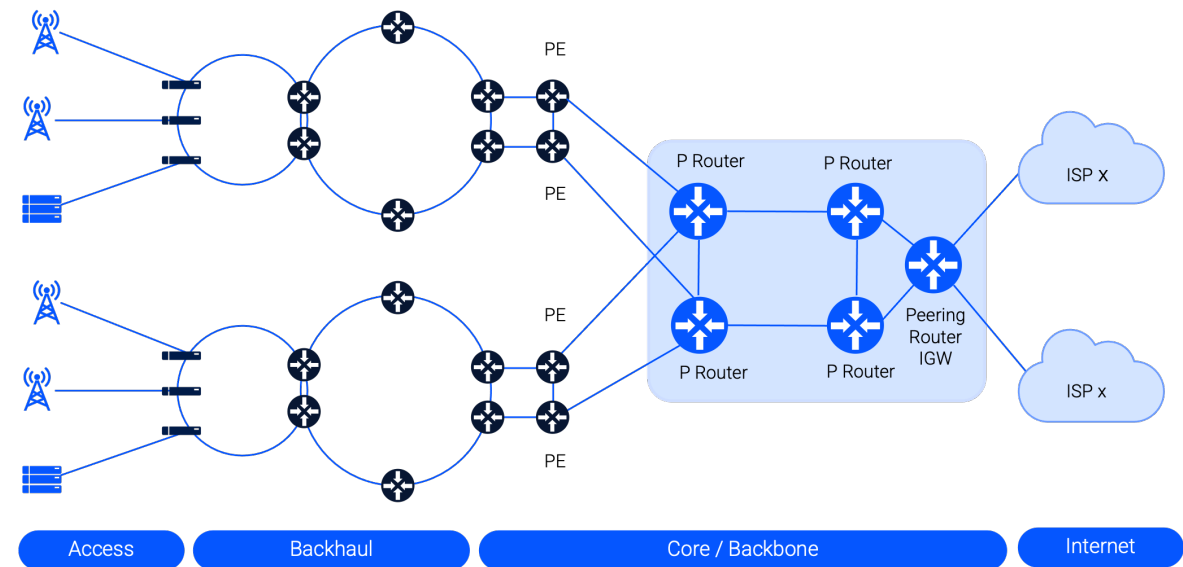 PE
PE
P Router
P Router
ISP x
PE
P Router
P Router
Peering
Router
IGW
ISP x
PE
Access
Backhaul
Core / Backbone
Internet